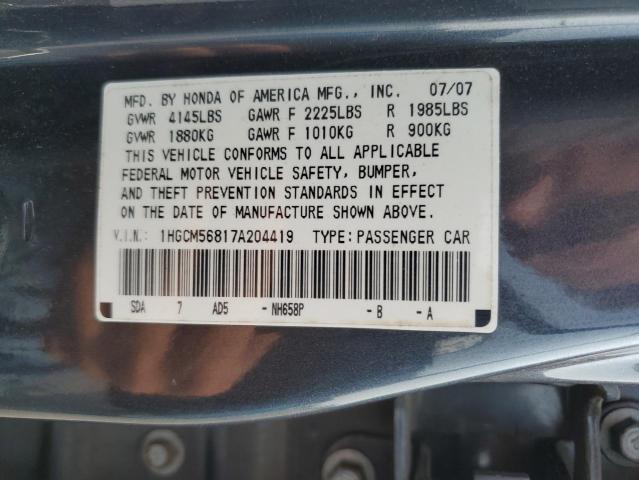 MFD. BY HONDA OF AMERICA MFG., INC. 07/07
GVWR 4145LBS GAWR F 2225LBS R 1985LBS
GVWR 1880KG GAWR F 1010KG R 900KG
THIS VEHICLE CONFORMS TO ALL APPLICABLE
FEDERAL MOTOR VEHICLE SAFETY, BUMPER,
AND THEFT PREVENTION STANDARDS IN EFFECT
ON THE DATE OF MANUFACTURE SHOWN ABOVE.
V.I.N.: 1HGCM56817A204419 TYPE:PASSENGER CAR
SDA 7 AD5 -NH658P -B -A